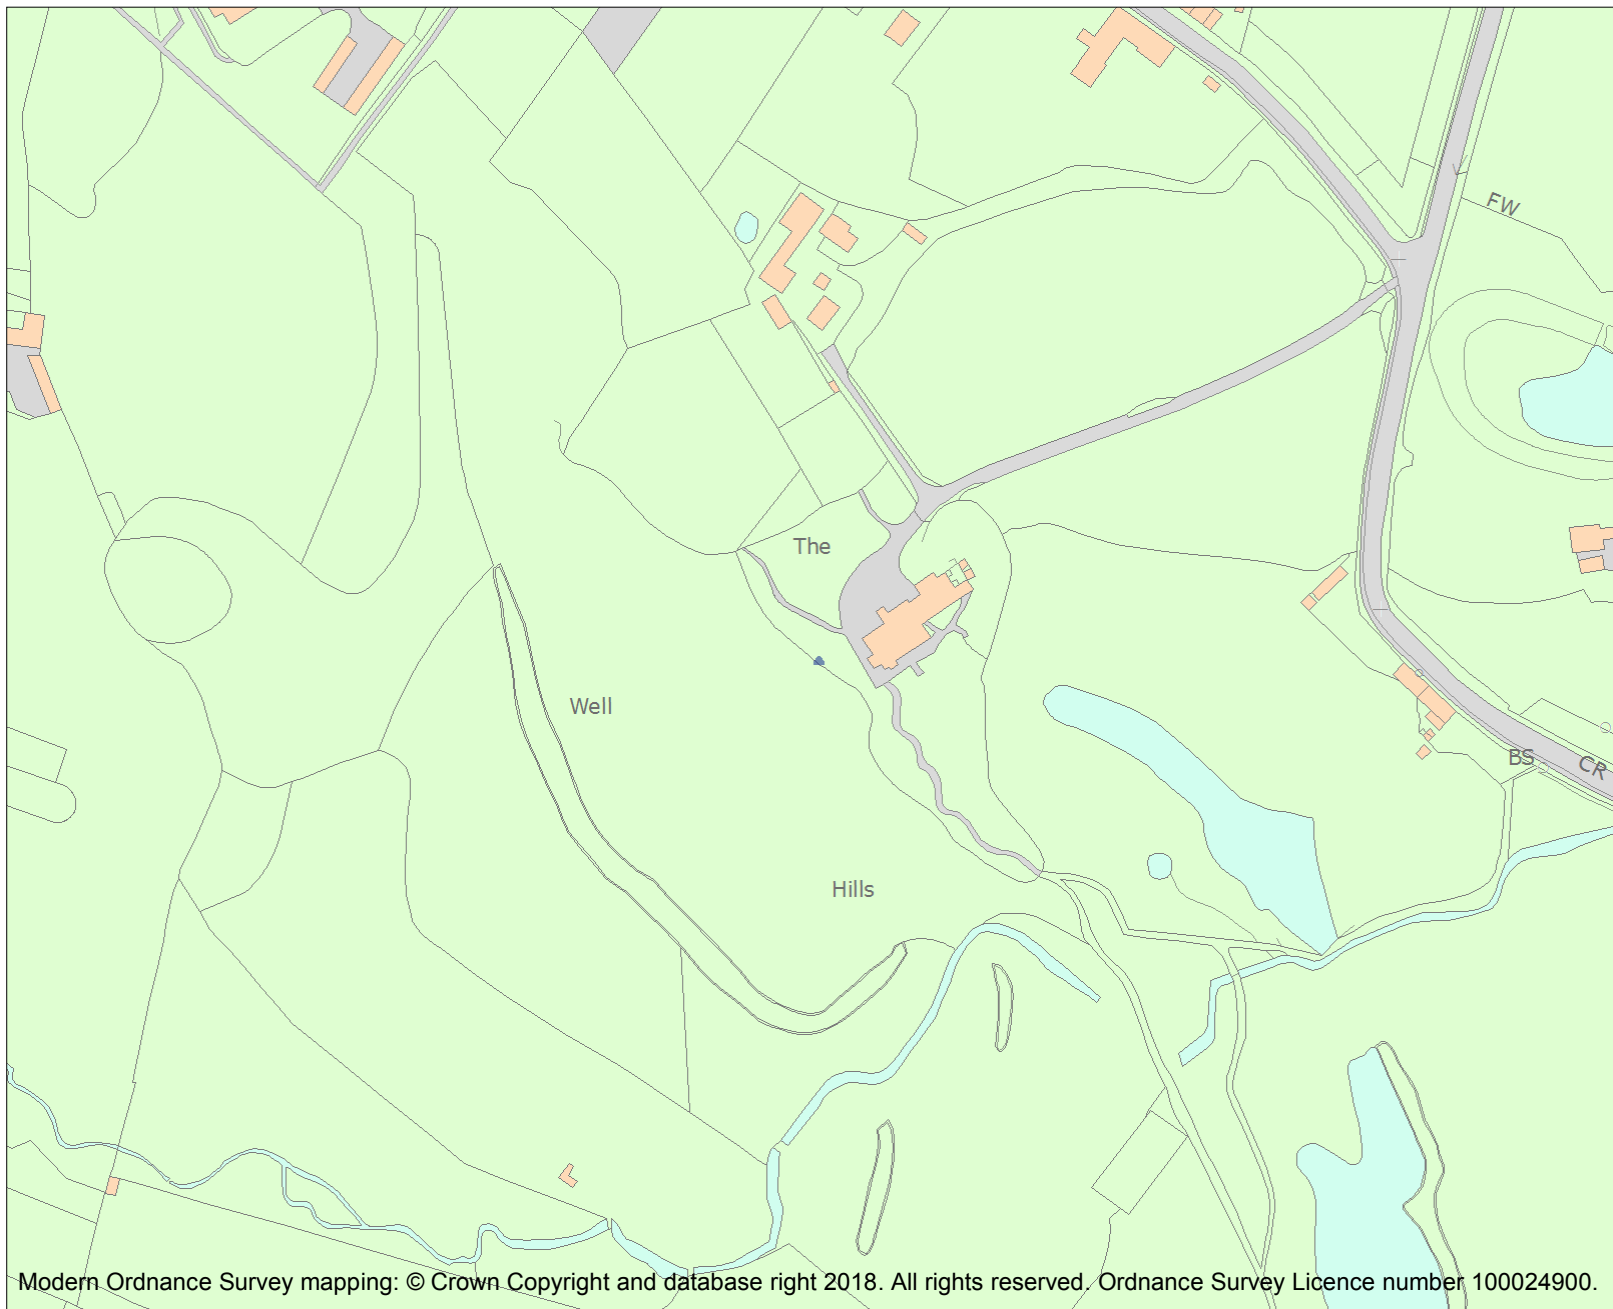 FW
The
Well
BS
CR
Hills
Modern Ordnance Survey mapping: © Crown Copyright and database right 2018. All rights reserved. Ordnance Survey Licence number 100024900.